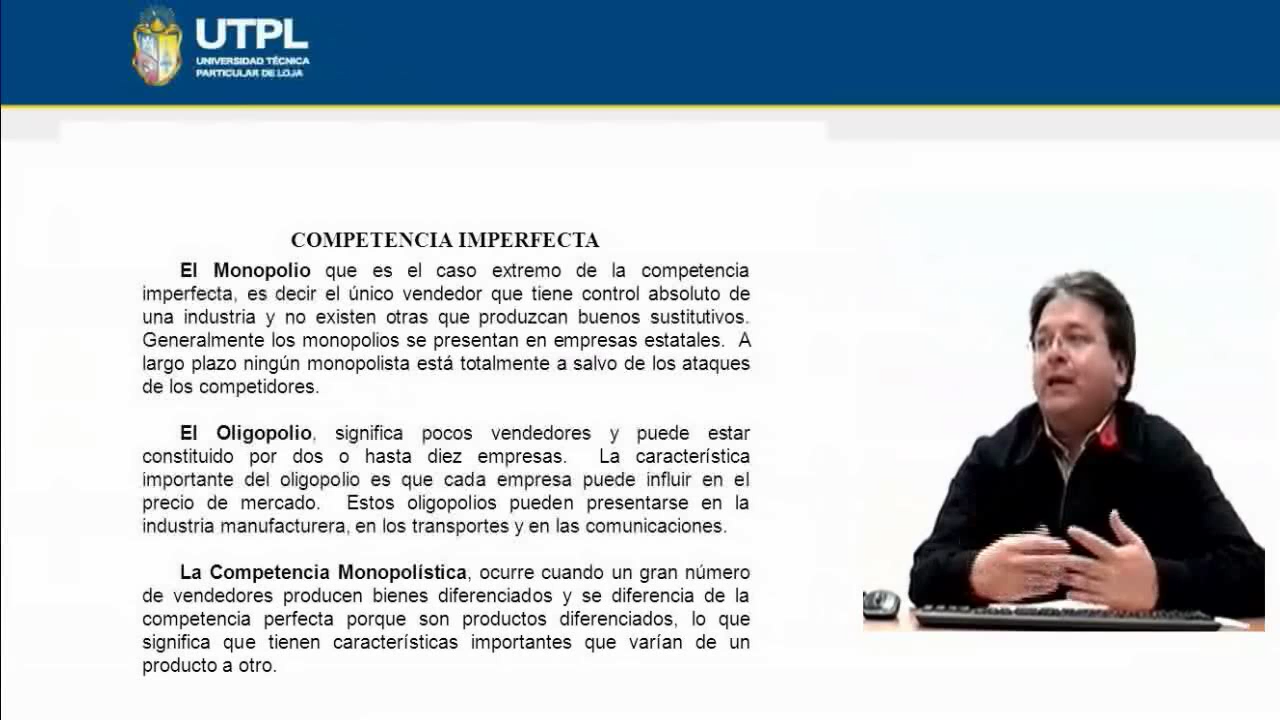 UTPL
UNIVERSIDAD TÉCNICA
PARTICULAR DE LOJA
COMPETENCIA IMPERFECTA
El Monopolio que es el caso extremo de la competencia
imperfecta, es decir el único vendedor que tiene control absoluto de
una industria y no existen otras que produzcan buenos sustitutivos.
Generalmente los monopolios se presentan en empresas estatales. A
largo plazo ningún monopolista está totalmente a salvo de los ataques
de los competidores.
El Oligopolio, significa pocos vendedores y puede estar
constituido por dos o hasta diez empresas. La característica
importante del oligopolio es que cada empresa puede influir en el
precio de mercado. Estos oligopolios pueden presentarse en la
industria manufacturera, en los transportes y en las comunicaciones.
La Competencia Monopolística, ocurre cuando un gran número
de vendedores producen bienes diferenciados y se diferencia de la
competencia perfecta porque son productos diferenciados, lo que
significa que tienen características importantes que varían de un
producto a otro.